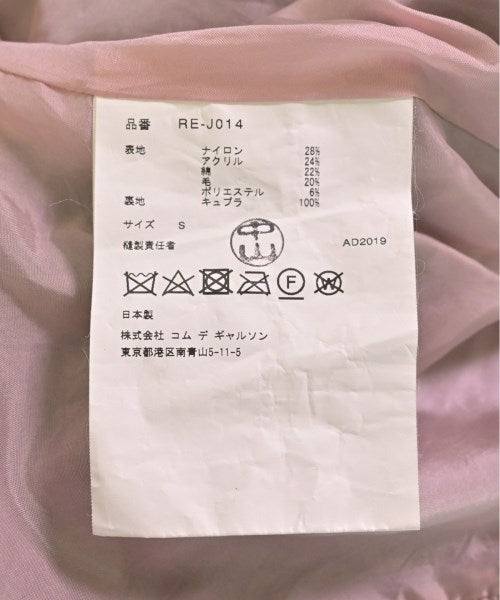 品番 RE-J014
表地 ナイロン 28%
アクリル 24%
綿 22%
毛 20%
ポリエステル 6%
裏地 キュプラ 100%
サイズ S
中山
縫製責任者
AD2019
F W
日本製
株式会社 コム デ ギャルソン
東京都港区南青山5-11-5